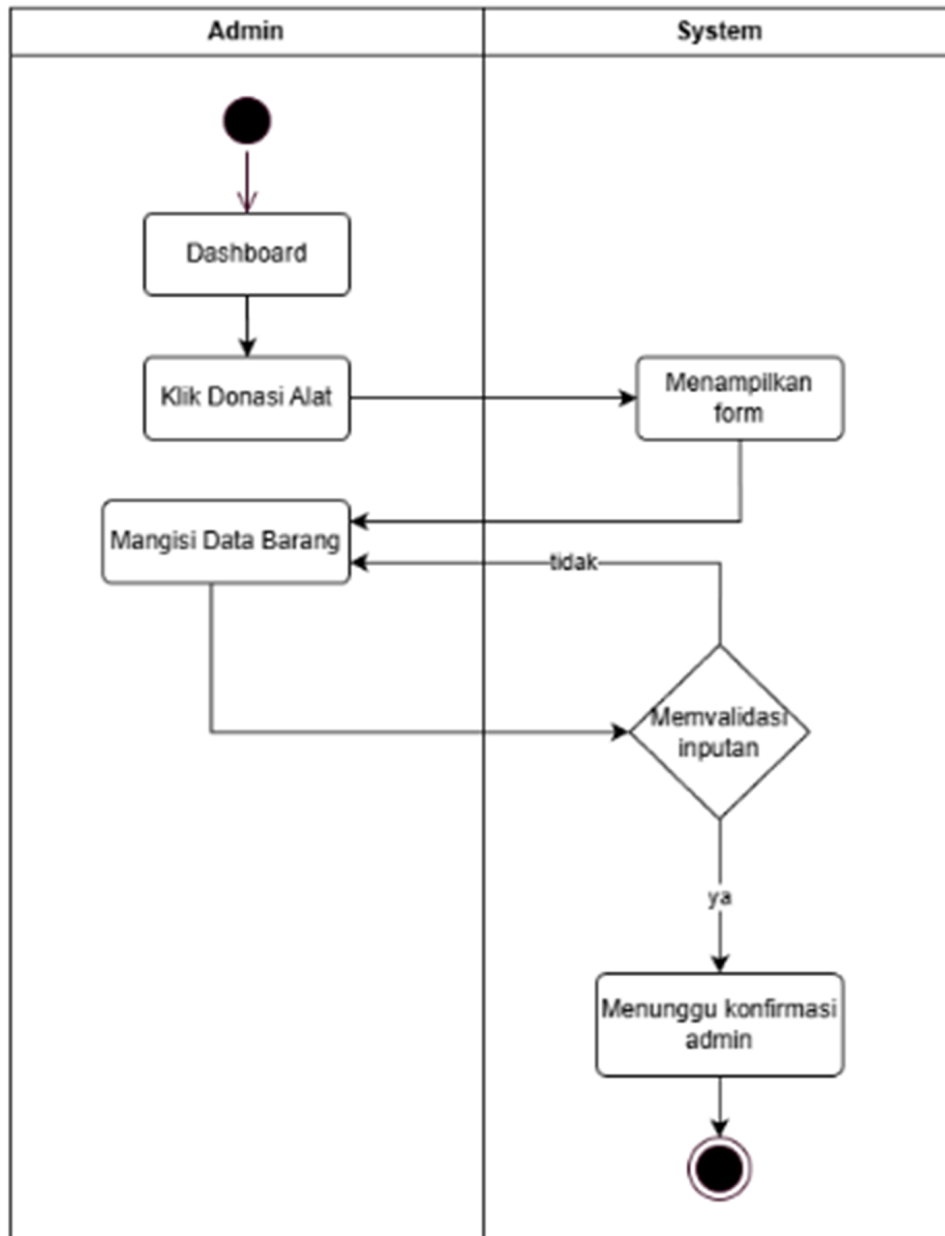 Admin
System
Dashboard
Klik Donasi Alat
Menampilkan
form
Mangisi Data Barang
tidak
Memvalidasi
inputan
ya
Menunggu konfirmasi
admin